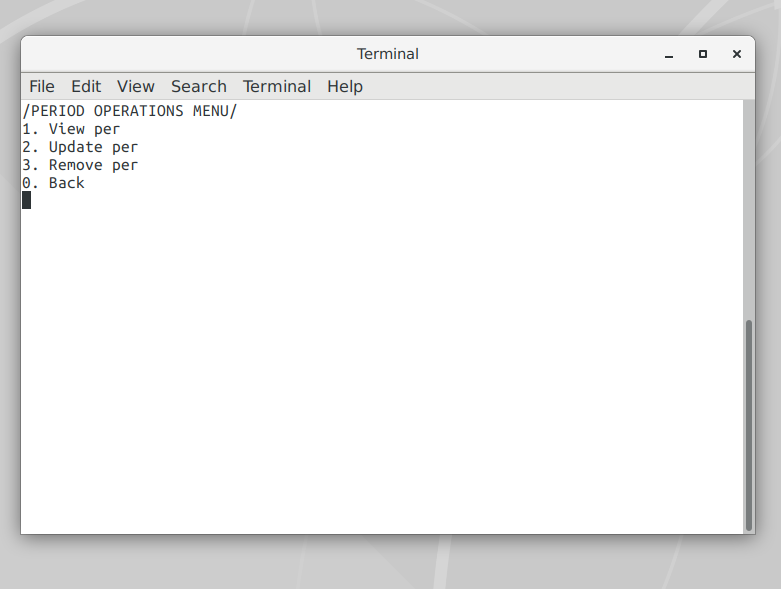 Terminal
File Edit View Search Terminal Help
/PERIOD OPERATIONS MENU/
1. View per
2. Update per
3. Remove per
0. Back